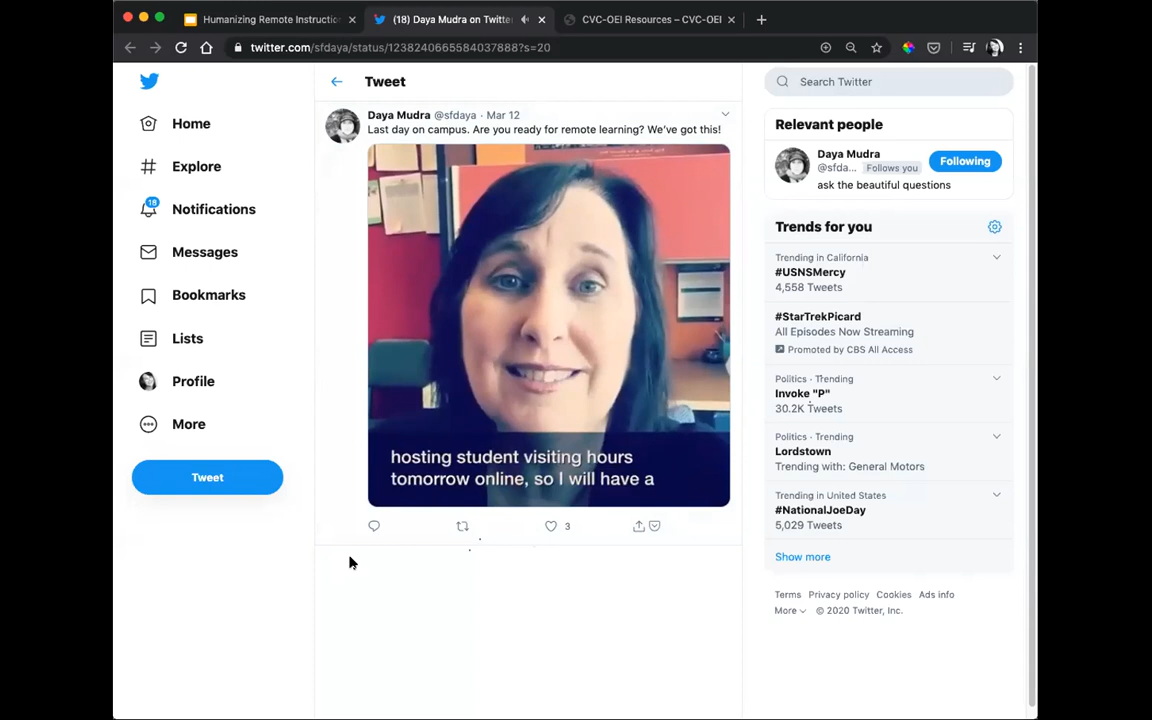 Humanizing Remote Instructio
(18) Daya Mudra on Twitte
CVC-OEI Resources – CVC-OEI
twitter.com/sfdaya/status/1238240665584037888?s=20
Home
Explore
18
Notifications
Messages
Bookmarks
Lists
Profile
More
Tweet
Tweet
Daya Mudra @sfdaya · Mar 12
Last day on campus. Are you ready for remote learning? We've got this!
hosting student visiting hours
tomorrow online, so I will have a
3
Search Twitter
Relevant people
Daya Mudra
@sfda... Follows you
Following
ask the beautiful questions
Trends for you
Trending in California
#USNSMercy
4,558 Tweets
#StarTrekPicard
All Episodes Now Streaming
Promoted by CBS All Access
Politics · Trending
Invoke "P"
30.2K Tweets
Politics · Trending
Lordstown
Trending with: General Motors
Trending in United States
#NationalJoeDay
5,029 Tweets
Show more
Terms Privacy policy Cookies Ads info
More © 2020 Twitter, Inc.